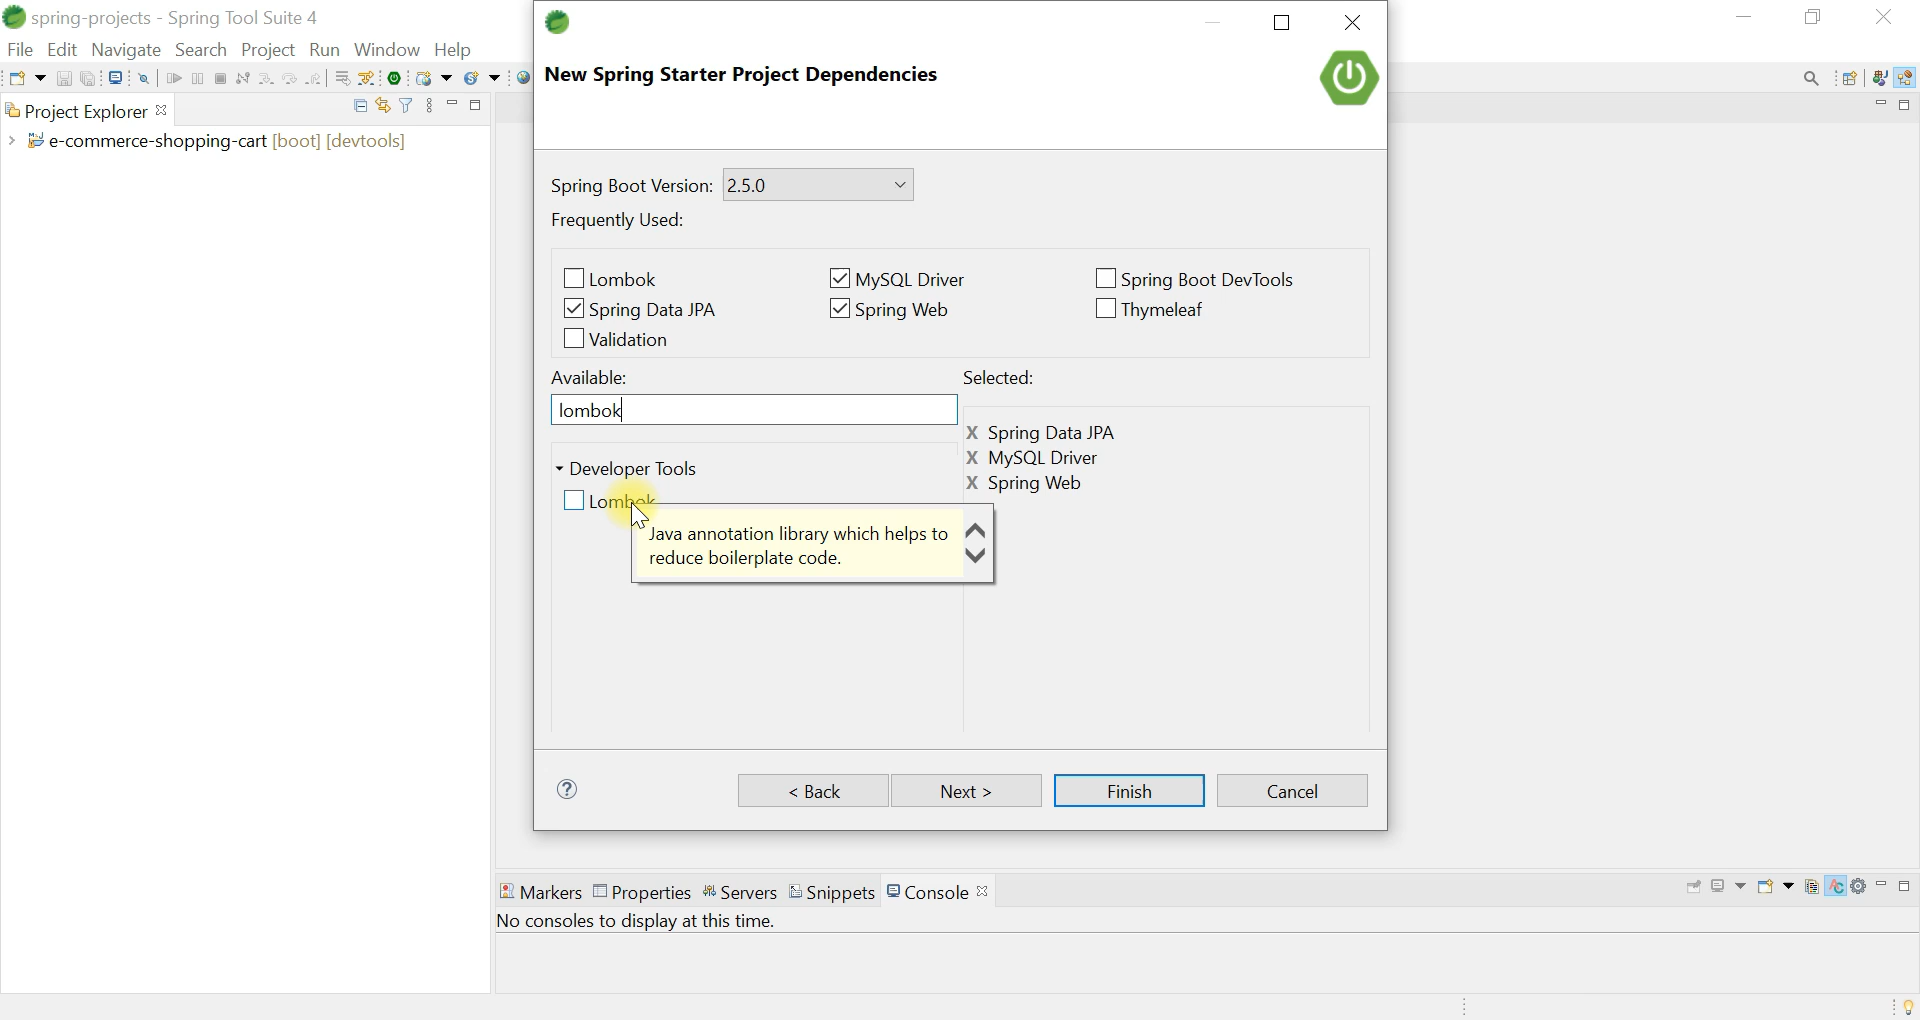 spring-projects - Spring Tool Suite 4
File Edit Navigate Search Project Run Window Help
Project Explorer
e-commerce-shopping-cart [boot] [devtools]
New Spring Starter Project Dependencies
Spring Boot Version: 2.5.0
Frequently Used:
Lombok MySQL Driver Spring Boot DevTools
Spring Data JPA Spring Web Thymeleaf
Validation
Available: Selected:
lombok
X Spring Data JPA
X MySQL Driver
X Spring Web
Developer Tools
Lombok
Java annotation library which helps to
reduce boilerplate code.
? < Back Next > Finish Cancel
Markers Properties Servers Snippets Console
No consoles to display at this time.